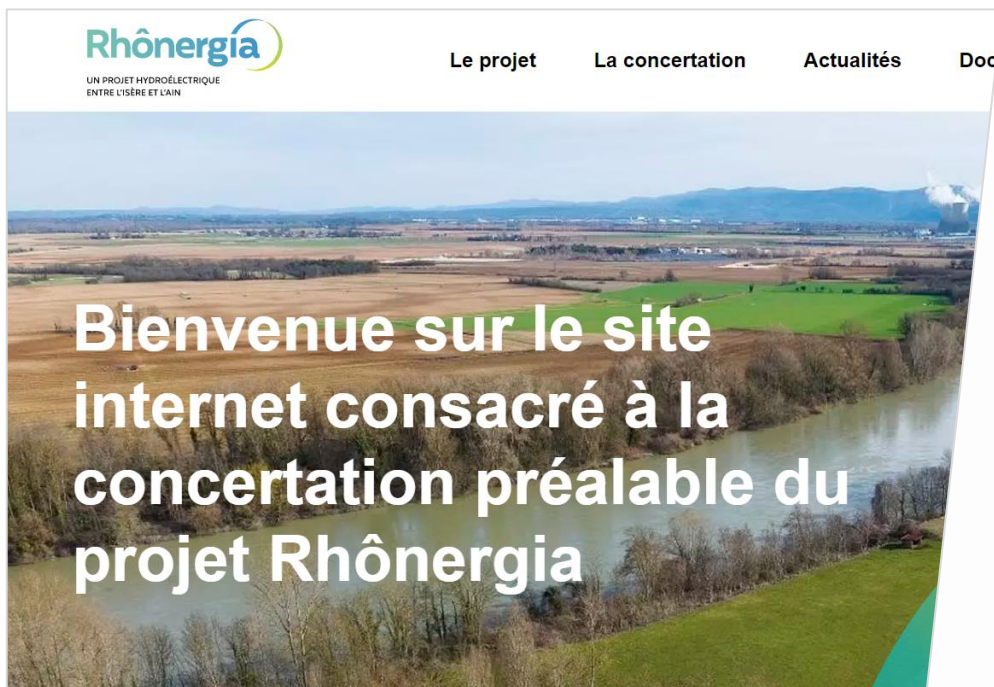 Rhônergia
UN PROJET HYDROÉLECTRIQUE
ENTRE L'ISÈRE ET L'AIN
Le projet La concertation Actualités Doc
Bienvenue sur le site
internet consacré à la
concertation préalable du
projet Rhônergia